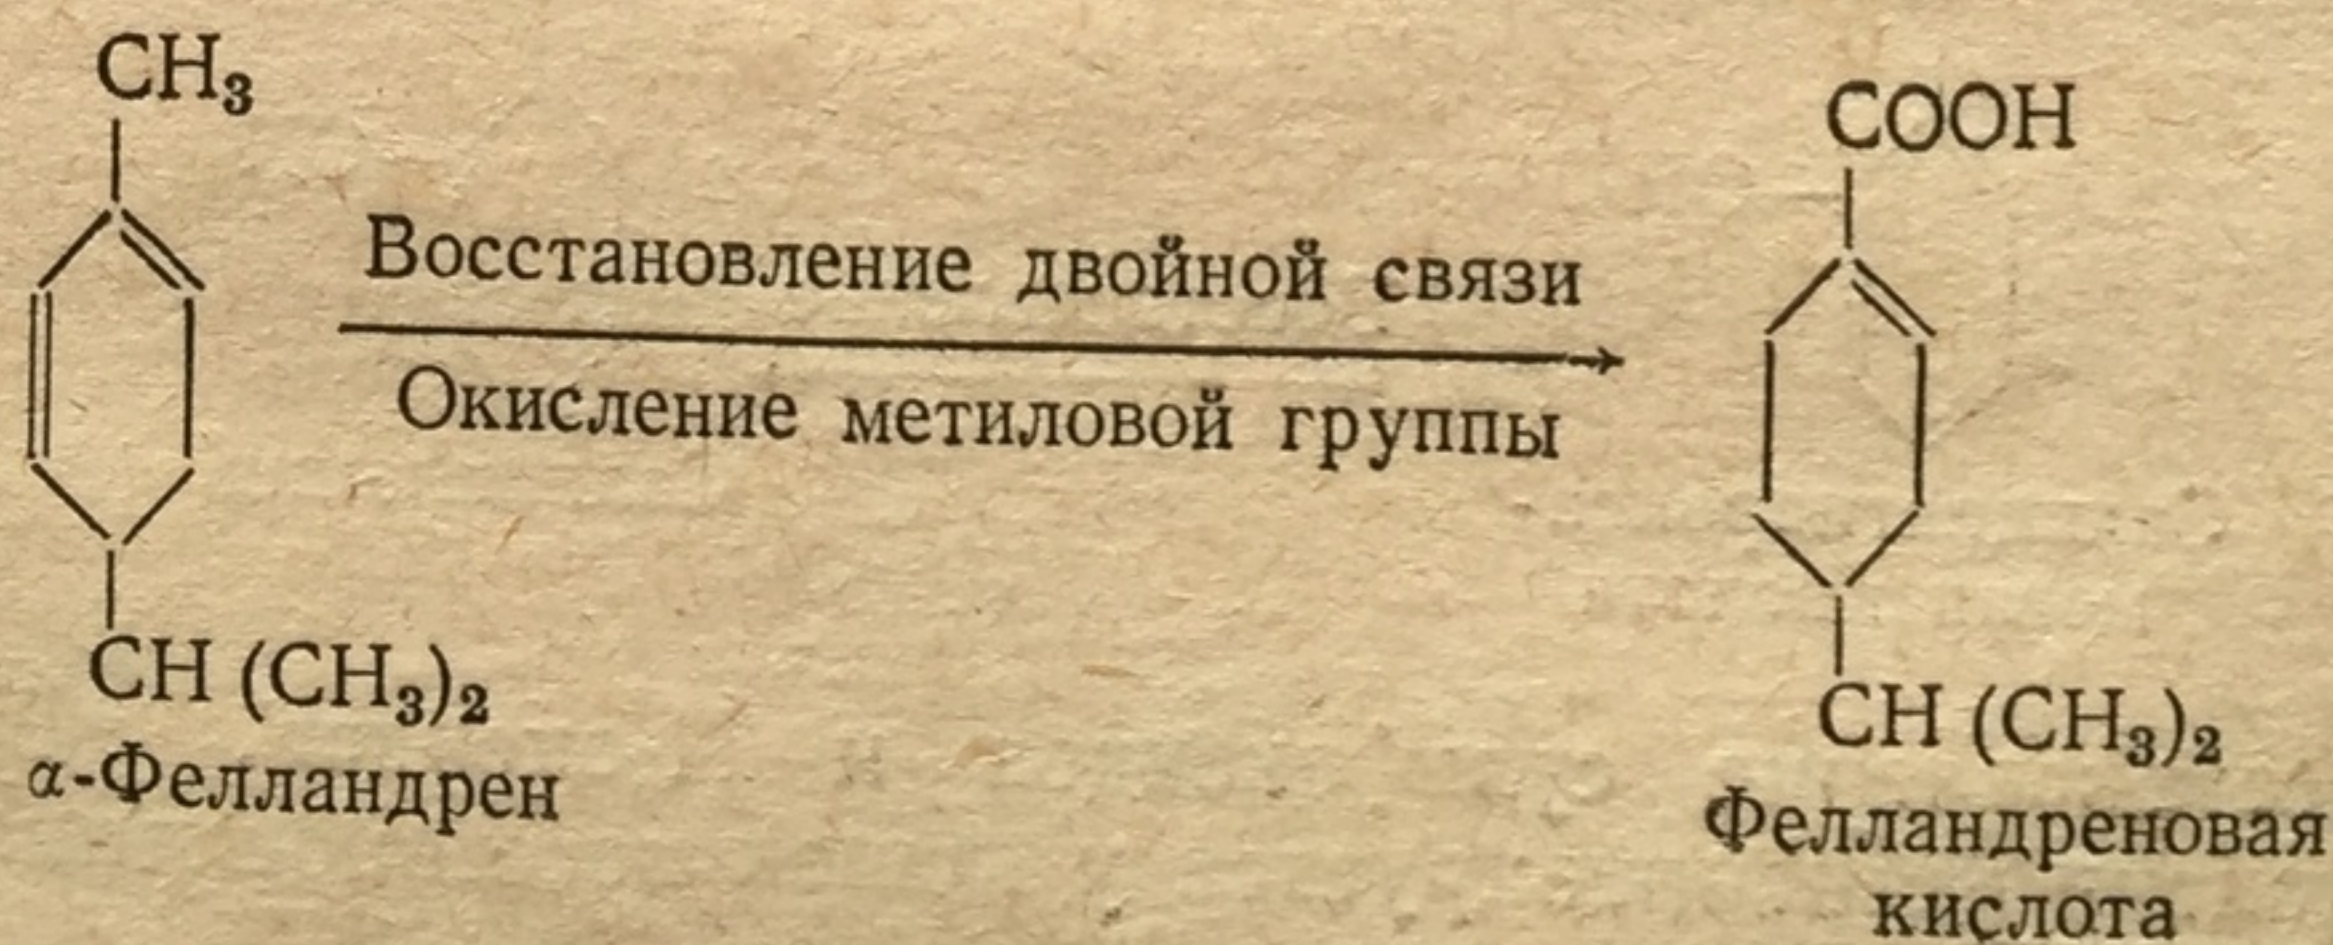 CH₃
COOH
Восстановление двойной связи
Окисление метиловой группы
CH (CH₃)₂
CH (CH₃)₂
α-Фелландрен
Фелландреновая
кислота